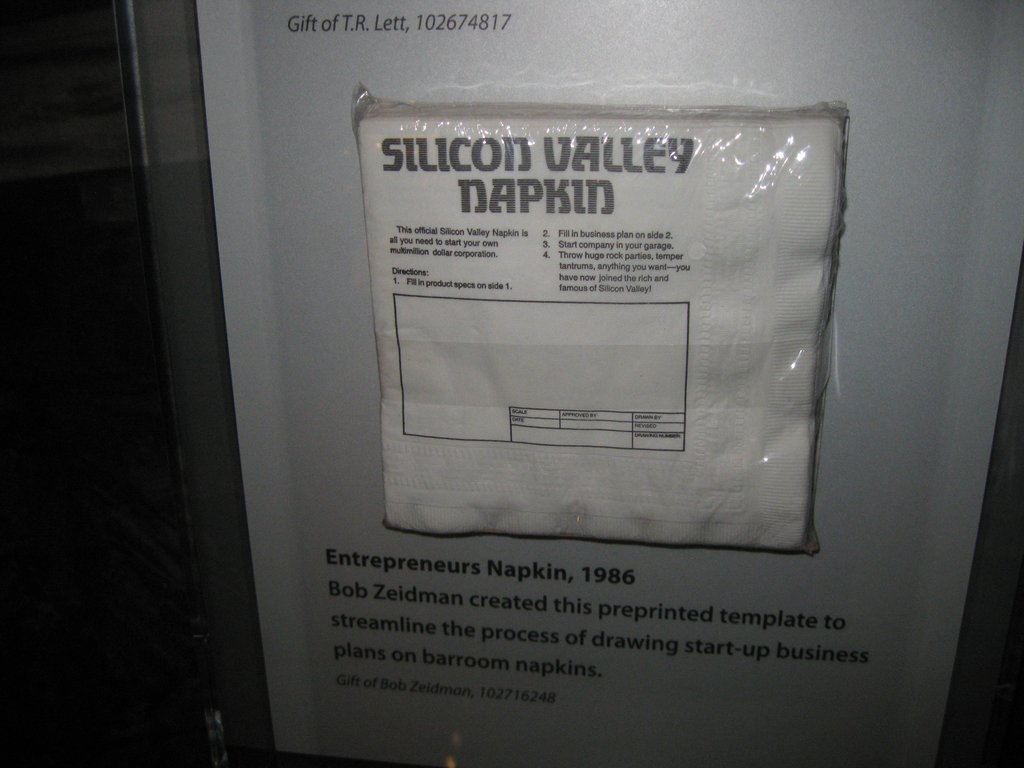 Gift of T.R. Lett, 102674817
SILICON VALLEY
NAPKIN
This official Silicon Valley Napkin is
all you need to start your own
multimillion dollar corporation.
Directions:
1. Fill in product specs on side 1.
2. Fill in business plan on side 2.
3. Start company in your garage.
4. Throw huge rock parties, temper
tantrums, anything you want—you
have now joined the rich and
famous of Silicon Valley!
SCALE
APPROVED BY
DRAWN BY
DATE
REVISED
DRAWING NUMBER
Entrepreneurs Napkin, 1986
Bob Zeidman created this preprinted template to
streamline the process of drawing start-up business
plans on barroom napkins.
Gift of Bob Zeidman, 102716248